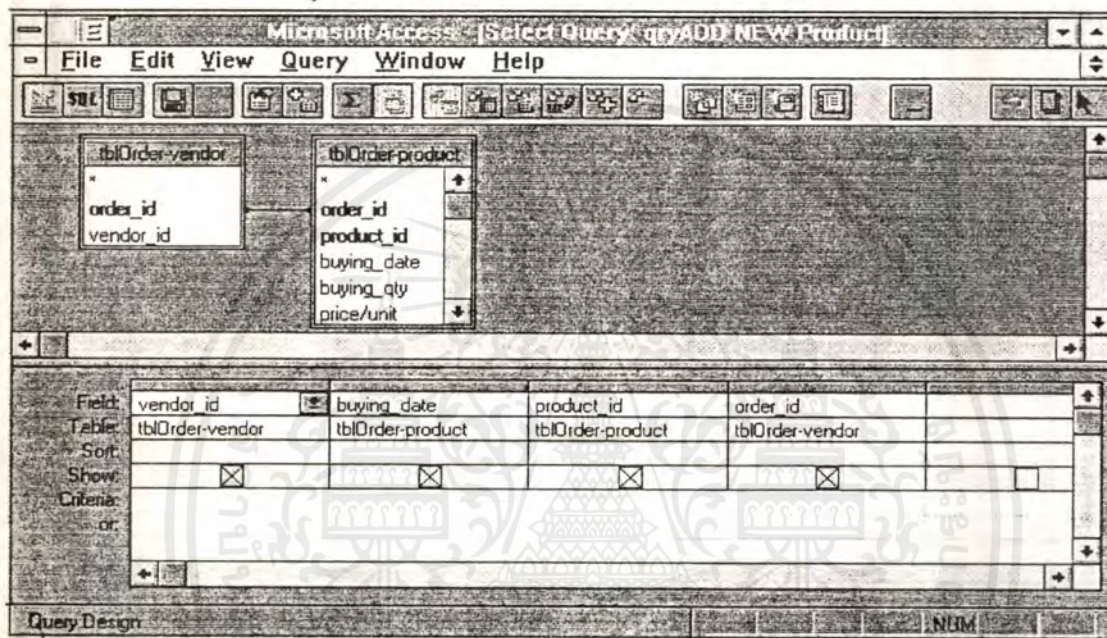 Microsoft Access - [Select Query: qryADD NEW Product]
File Edit View Query Window Help
SQL
tblOrder-vendor
*
order_id
vendor_id
tblOrder-product
*
order_id
product_id
buying_date
buying_qty
price/unit
Field: vendor_id buying_date product_id order_id
Table: tblOrder-vendor tblOrder-product tblOrder-product tblOrder-vendor
Sort:
Show:
Criteria:
or:
Query Design NUM